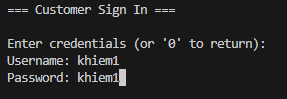 === Customer Sign In ===
Enter credentials (or '0' to return):
Username: khiem1
Password: khiem1